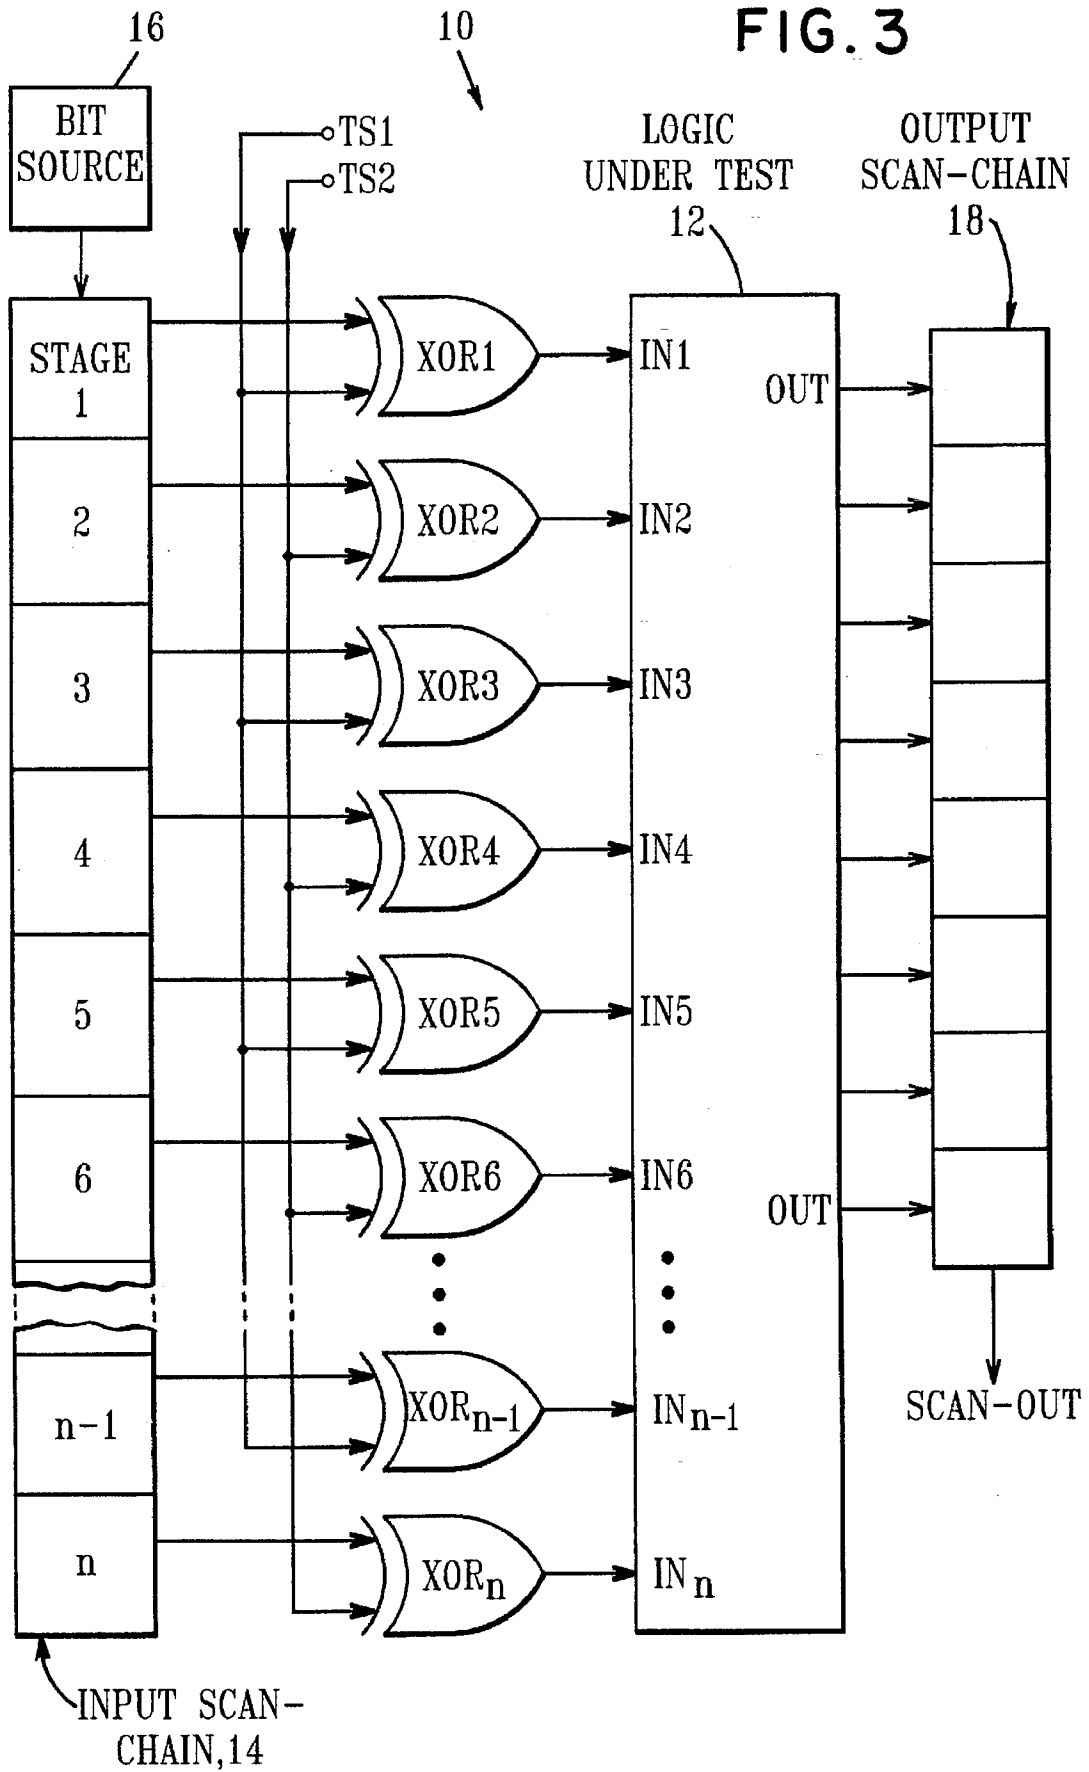 FIG. 3
16
10
BIT
SOURCE
TS1
TS2
LOGIC
UNDER TEST
12
OUTPUT
SCAN-CHAIN
18
STAGE
1
XOR1
IN1
OUT
2
XOR2
IN2
3
XOR3
IN3
4
XOR4
IN4
5
XOR5
IN5
6
XOR6
IN6
OUT
n-1
XORn-1
INn-1
SCAN-OUT
n
XORn
INn
INPUT SCAN-
CHAIN,14